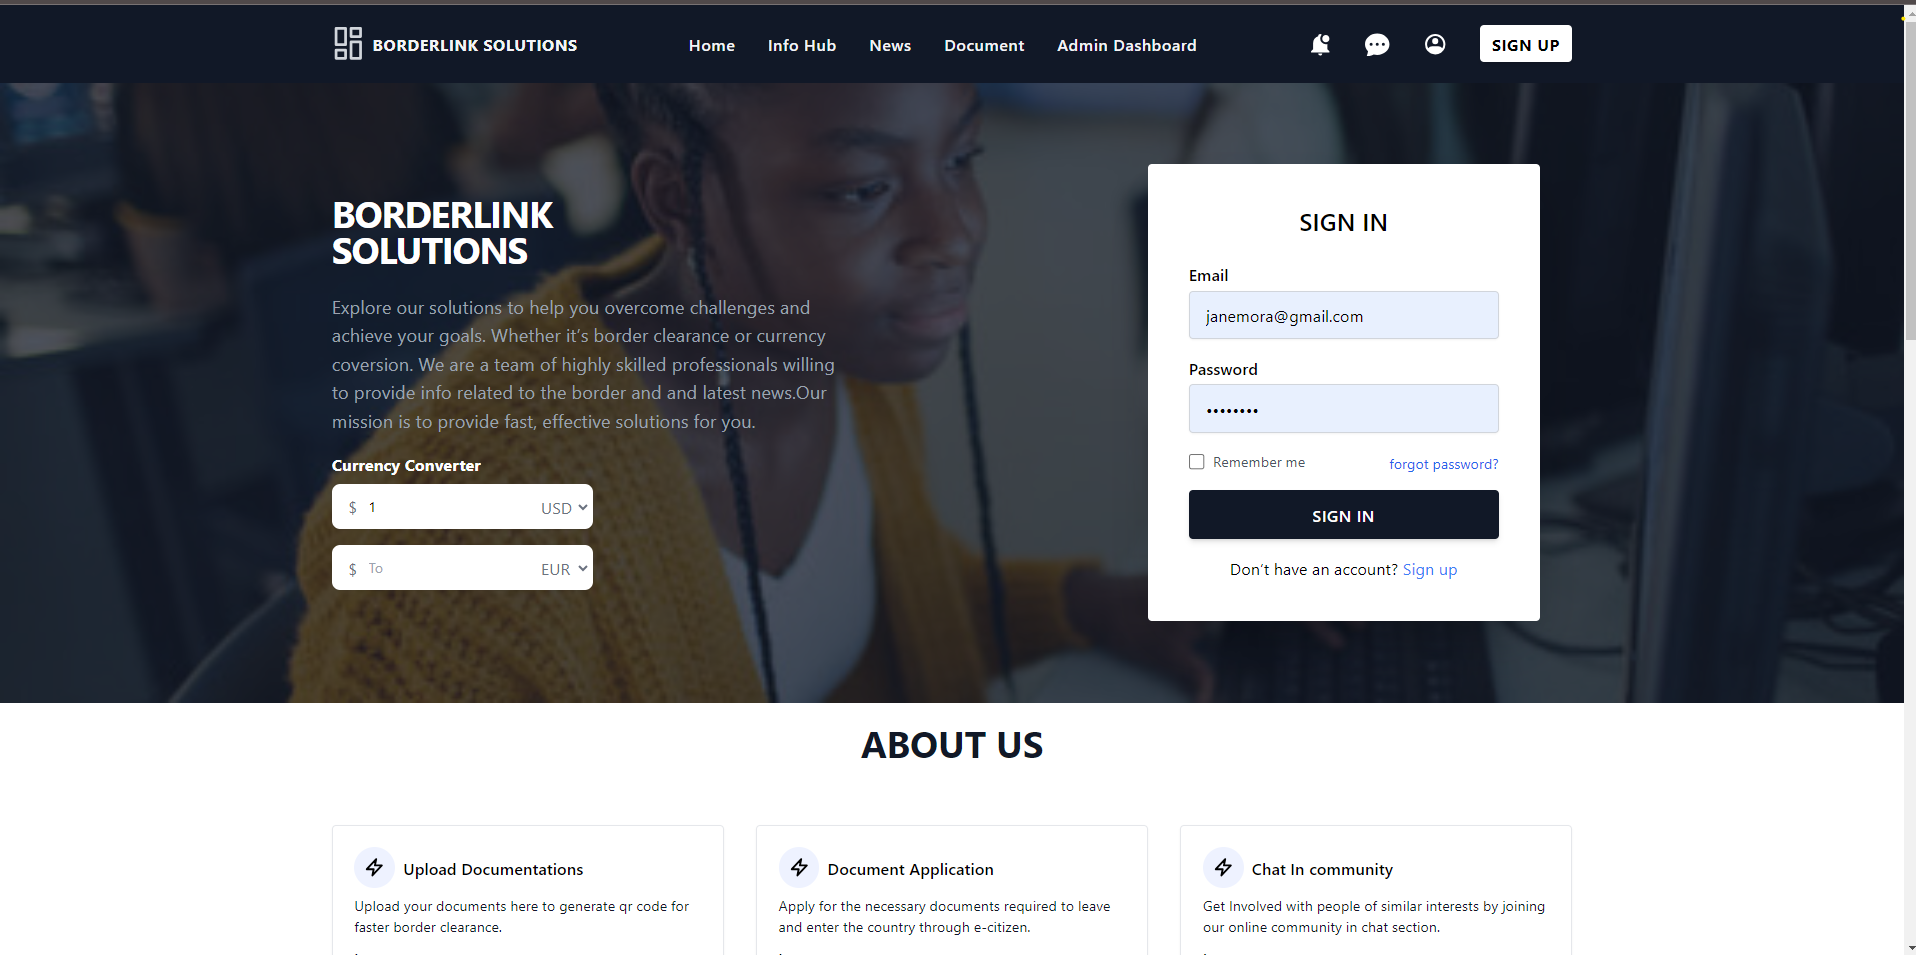 BORDERLINK SOLUTIONS
Home
Info Hub
News
Document
Admin Dashboard
SIGN UP
BORDERLINK
SOLUTIONS
Explore our solutions to help you overcome challenges and
achieve your goals. Whether it’s border clearance or currency
coversion. We are a team of highly skilled professionals willing
to provide info related to the border and and latest news.Our
mission is to provide fast, effective solutions for you.
Currency Converter
$ 1 USD
$ To EUR
SIGN IN
Email
janemora@gmail.com
Password
••••••••
Remember me
forgot password?
SIGN IN
Don’t have an account? Sign up
ABOUT US
Upload Documentations
Upload your documents here to generate qr code for
faster border clearance.
Document Application
Apply for the necessary documents required to leave
and enter the country through e-citizen.
Chat In community
Get Involved with people of similar interests by joining
our online community in chat section.